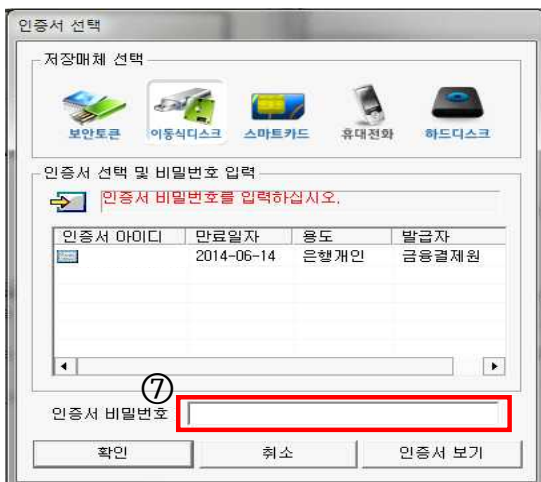 인증서 선택
저장매체 선택
보안토큰 이동식디스크 스마트카드 휴대전화 하드디스크
인증서 선택 및 비밀번호 입력
인증서 비밀번호를 입력하십시오.
인증서 아이디 만료일자 용도 발급자
2014-06-14 은행개인 금융결제원
⑦
인증서 비밀번호
확인 취소 인증서 보기